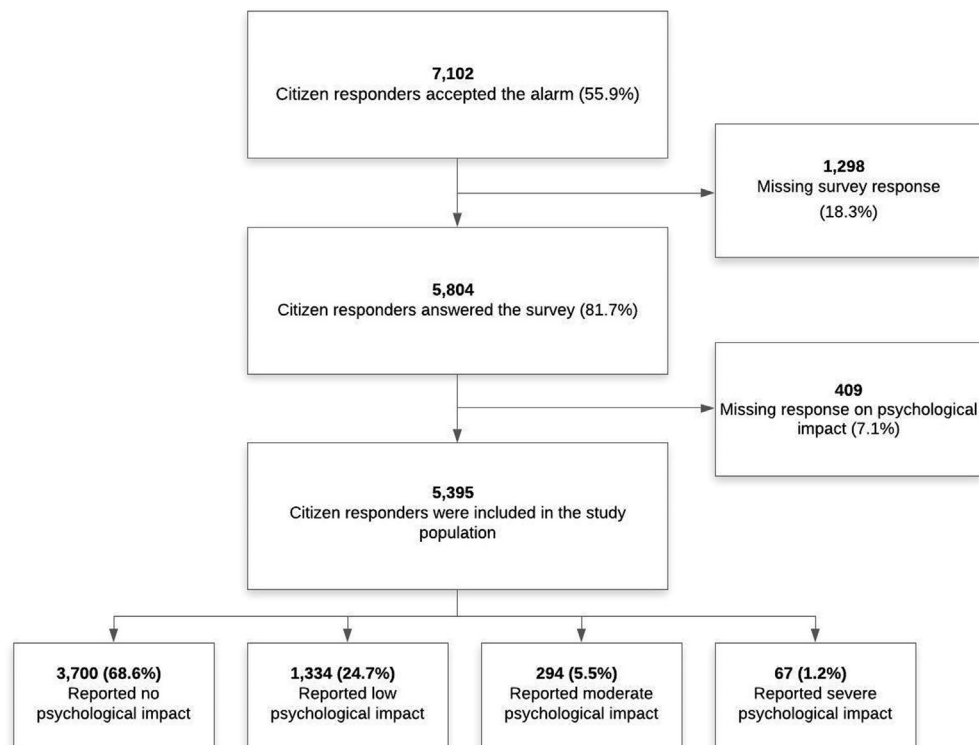 7,102
Citizen responders accepted the alarm (55.9%)
1,298
Missing survey response
(18.3%)
5,804
Citizen responders answered the survey (81.7%)
409
Missing response on psychological
impact (7.1%)
5,395
Citizen responders were included in the study
population
3,700 (68.6%)
Reported no
psychological impact
1,334 (24.7%)
Reported low
psychological impact
294 (5.5%)
Reported moderate
psychological impact
67 (1.2%)
Reported severe
psychological impact